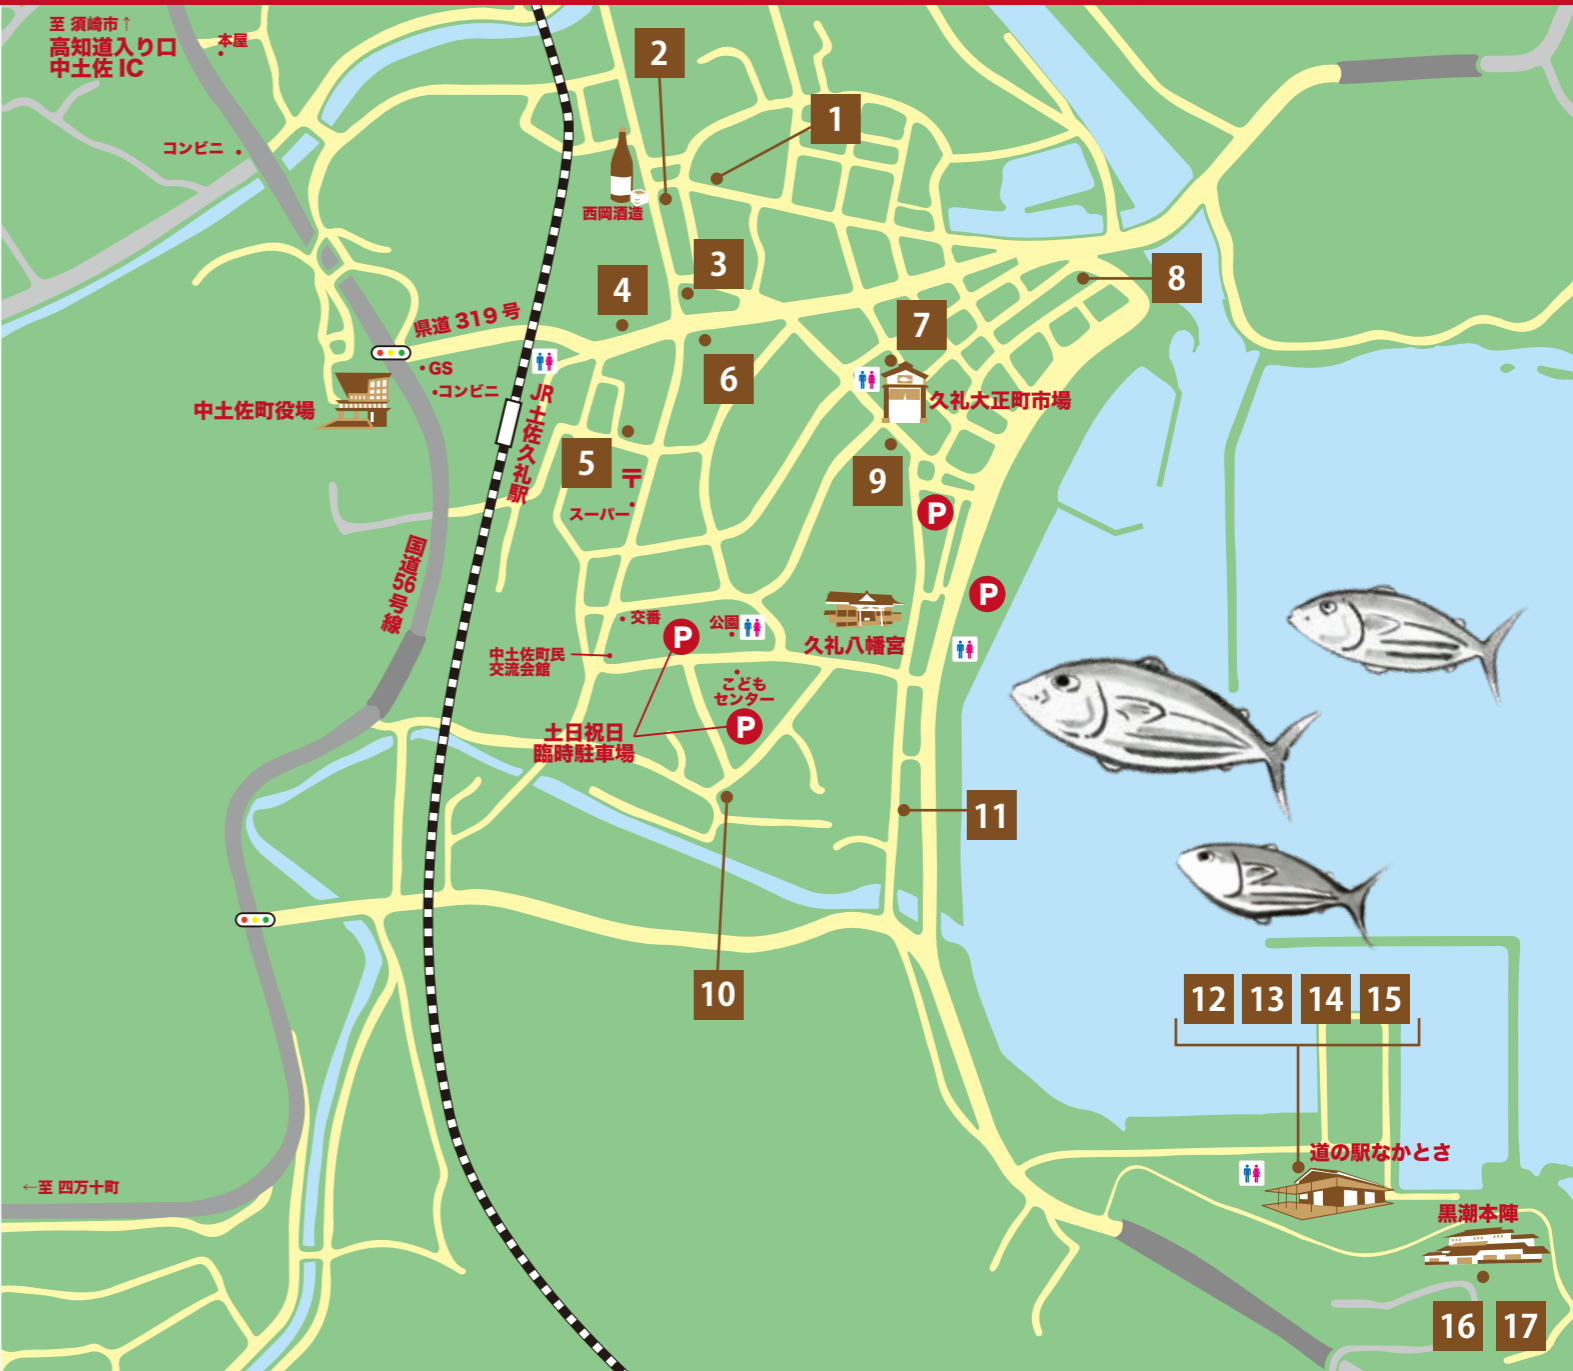 至 須崎市↑
高知道入り口
中土佐 IC
本屋
コンビニ
2
1
西岡酒造
3
4
8
県道 319 号
7
GS
コンビニ
6
中土佐町役場
JR土佐久礼駅
久礼大正町市場
5
〒
スーパー
9
P
国道56号線
P
交番
公園
P
久礼八幡宮
中土佐町民
交流会館
こども
センター
P
土日祝日
臨時駐車場
11
10
12 13 14 15
道の駅なかとさ
←至 四万十町
黒潮本陣
16 17